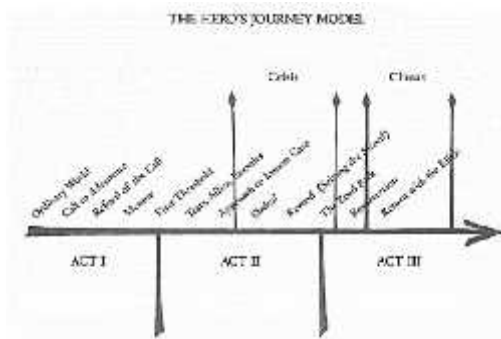 THE HERO'S JOURNEY MODEL
Crisis
Climax
Ordinary World
Call to Adventure
Refusal of the Call
Mentor
First Threshold
Tests, Allies, Enemies
Approach to Inmost Cave
Ordeal
Reward (Seizing the Sword)
The Road Back
Resurrection
Return with the Elixir
ACT I
ACT II
ACT III